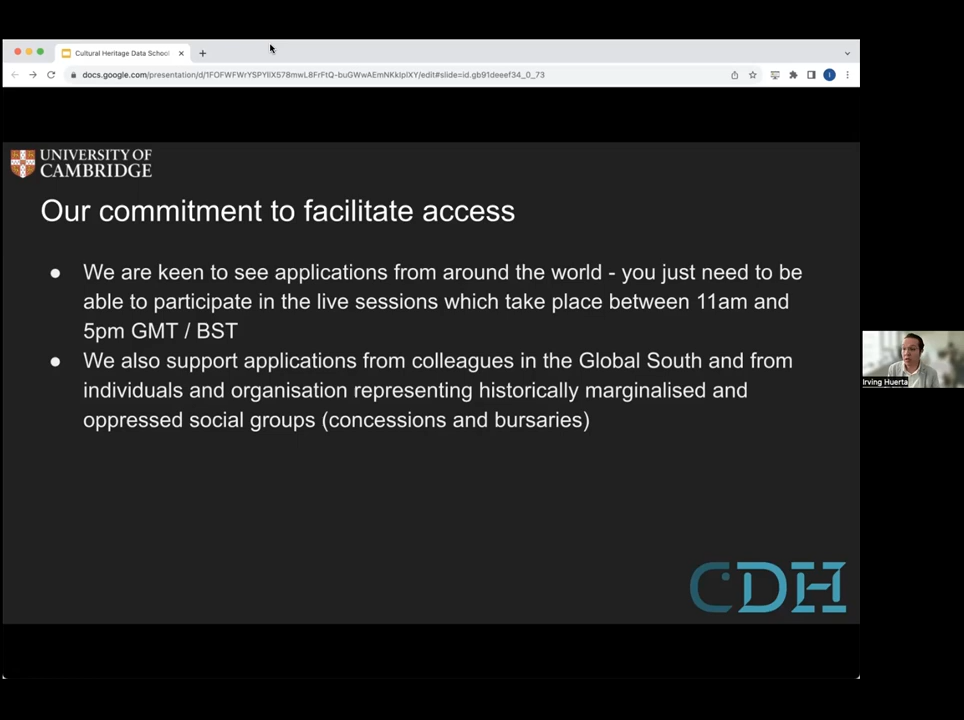 Cultural Heritage Data School
docs.google.com/presentation/d/1FOFWFWrYSPYllX578mwL8FrFtQ-buGWwAEmNKkIplXY/edit#slide=id.gb91deeef34_0_73
UNIVERSITY OF
CAMBRIDGE
Our commitment to facilitate access
● We are keen to see applications from around the world - you just need to be
able to participate in the live sessions which take place between 11am and
5pm GMT / BST
● We also support applications from colleagues in the Global South and from
individuals and organisation representing historically marginalised and
oppressed social groups (concessions and bursaries)
Irving Huerta
CDH